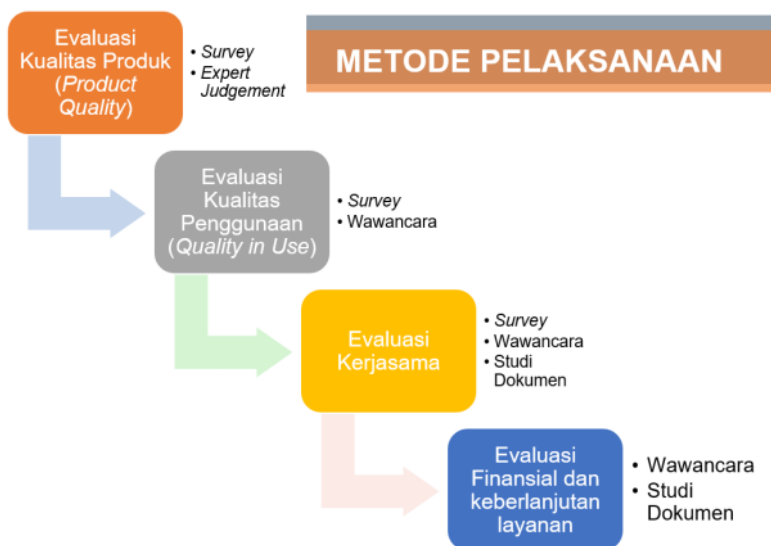 METODE PELAKSANAAN
Evaluasi
Kualitas Produk
(Product
Quality)
• Survey
• Expert
Judgement
Evaluasi
Kualitas
Penggunaan
(Quality in Use)
• Survey
• Wawancara
Evaluasi
Kerjasama
• Survey
• Wawancara
• Studi
Dokumen
Evaluasi
Finansial dan
keberlanjutan
layanan
• Wawancara
• Studi
Dokumen